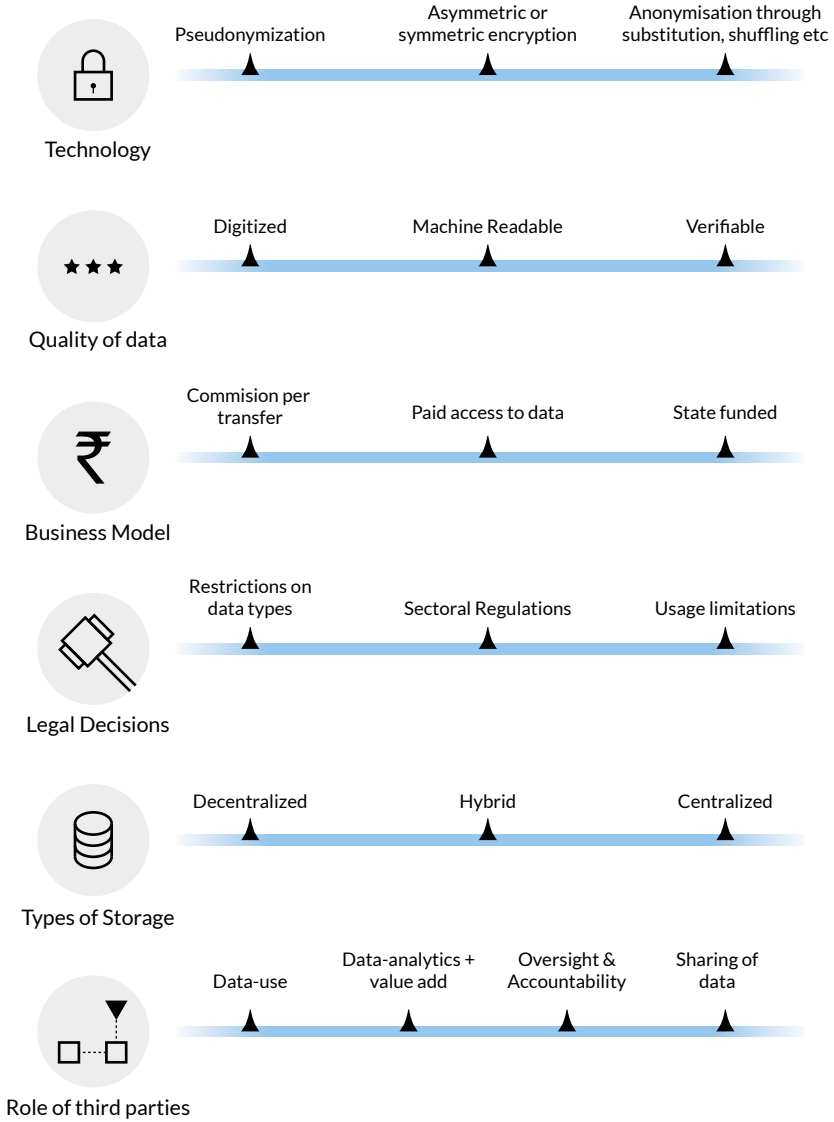 Pseudonymization
Asymmetric or
symmetric encryption
Anonymisation through
substitution, shuffling etc
Technology
Digitized
Machine Readable
Verifiable
Quality of data
Commision per
transfer
Paid access to data
State funded
₹
Business Model
Restrictions on
data types
Sectoral Regulations
Usage limitations
Legal Decisions
Decentralized
Hybrid
Centralized
Types of Storage
Data-use
Data-analytics +
value add
Oversight &
Accountability
Sharing of
data
Role of third parties